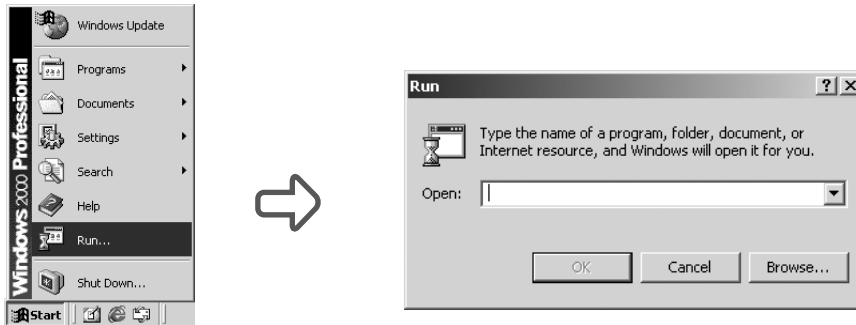 Windows 2000 Professional
Windows Update
Programs
Documents
Settings
Search
Help
Run...
Shut Down...
Start
Run
Type the name of a program, folder, document, or
Internet resource, and Windows will open it for you.
Open:
OK
Cancel
Browse...